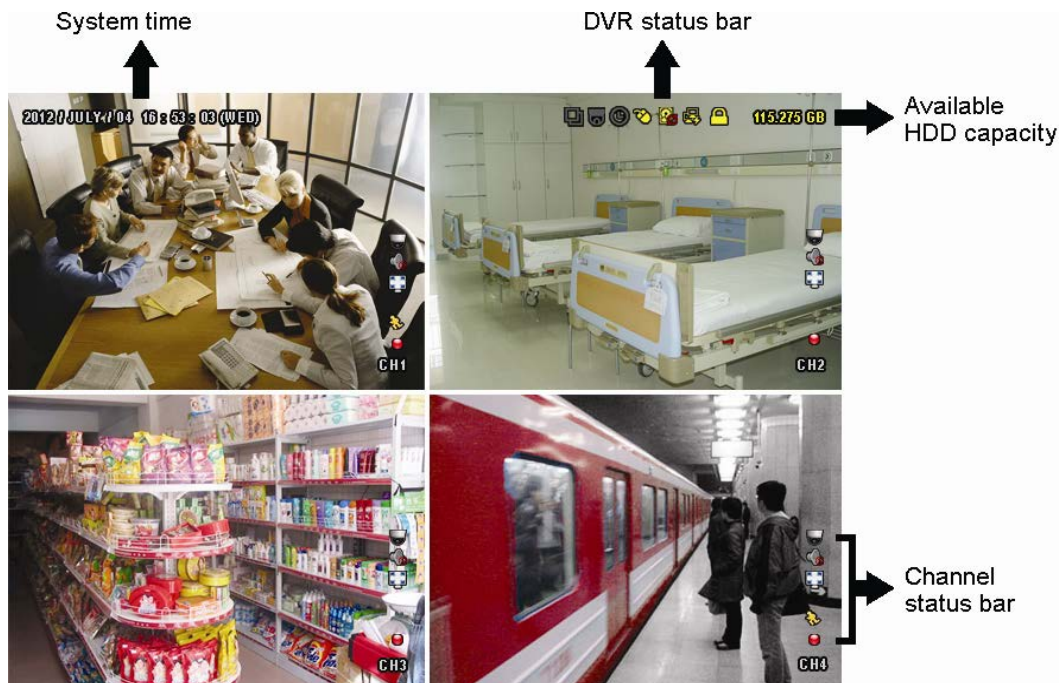 System time
DVR status bar
2012 / JULY / 04 16 : 53 : 03 (WED)
115.275 GB
Available
HDD capacity
CH1
CH2
CH3
CH4
Channel
status bar